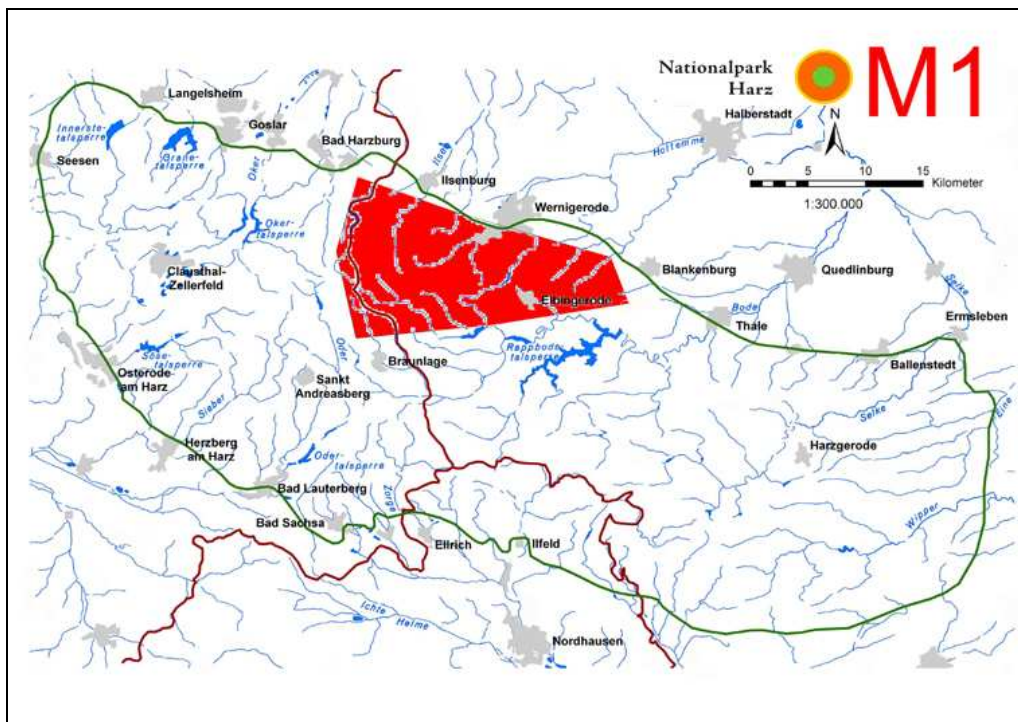 Nationalpark
Harz
M1
N
0 5 10 15
Kilometer
1:300.000
Langelsheim
Halberstadt
Innerste-
talsperre
Goslar
Bad Harzburg
Ilse
Holtemme
Seesen
Grane-
talsperre
Oker
Ilsenburg
Wernigerode
Oker-
talsperre
Clausthal-
Zellerfeld
Blankenburg
Quedlinburg
Selke
Elbingerode
Bode
Thale
Ermsleben
Söse-
talsperre
Oder
Braunlage
Rappbode-
talsperre
Ballenstedt
Osterode
am Harz
Sankt
Andreasberg
Selke
Eine
Sieber
Herzberg
am Harz
Oder-
talsperre
Harzgerode
Bad Lauterberg
Zorge
Wipper
Bad Sachsa
Ellrich
Ilfeld
Ichte
Helme
Nordhausen